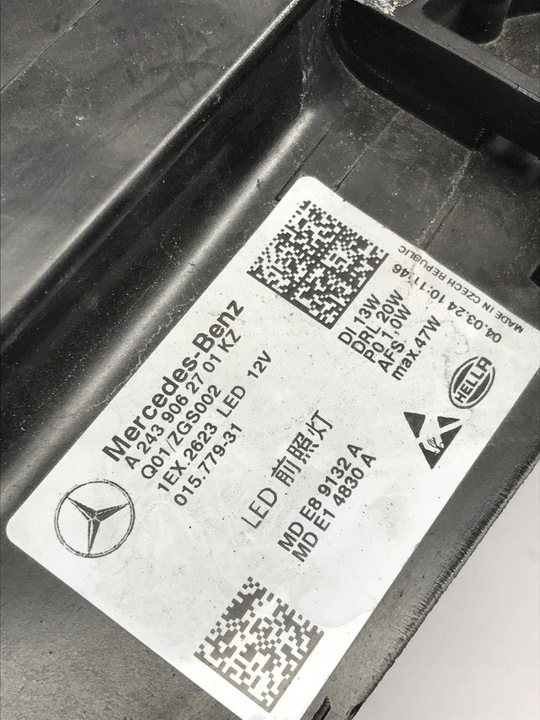 Mercedes-Benz
A 243 906 27 01 KZ
Q01/ZGS002
1EX 2623 LED 12V
015.779-31
LED 前照灯
MD E8 9132 A
MD E1 4830 A
DI 13W
DRL 20W
PO 1,0W
AFS
max.47W
HELLA
04.03.24 10:11:46
MADE IN CZECH REPUBLIC